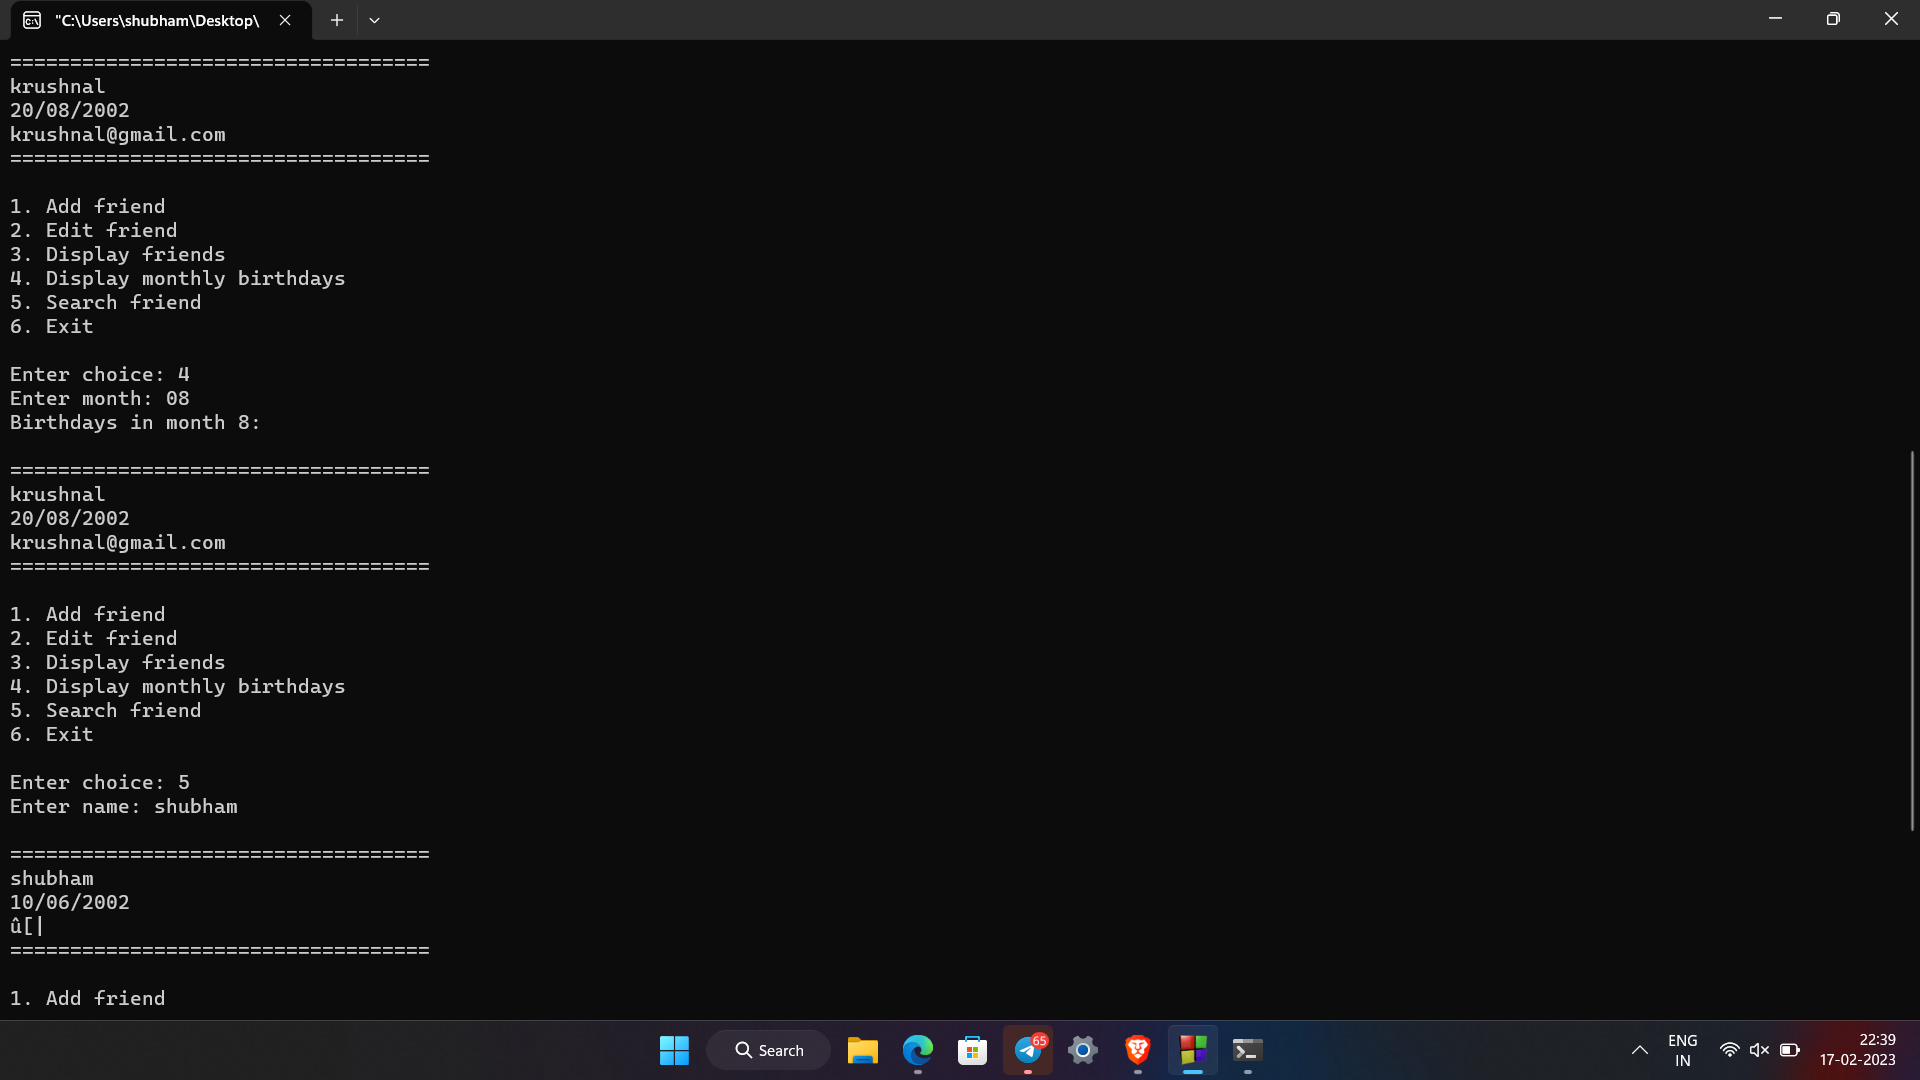 "C:\Users\shubham\Desktop\
==================================
krushnal
20/08/2002
krushnal@gmail.com
==================================
1. Add friend
2. Edit friend
3. Display friends
4. Display monthly birthdays
5. Search friend
6. Exit
Enter choice: 4
Enter month: 08
Birthdays in month 8:
==================================
krushnal
20/08/2002
krushnal@gmail.com
==================================
1. Add friend
2. Edit friend
3. Display friends
4. Display monthly birthdays
5. Search friend
6. Exit
Enter choice: 5
Enter name: shubham
==================================
shubham
10/06/2002
û[|
==================================
1. Add friend
Search
65
ENG
IN
22:39
17-02-2023